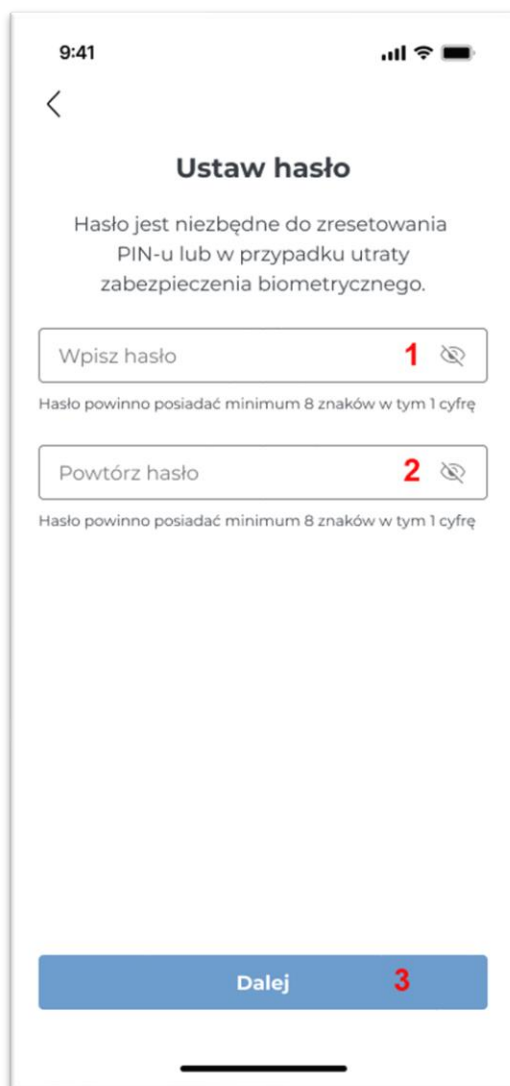 9:41
Ustaw hasło
Hasło jest niezbędne do zresetowania
PIN-u lub w przypadku utraty
zabezpieczenia biometrycznego.
Wpisz hasło 1
Hasło powinno posiadać minimum 8 znaków w tym 1 cyfrę
Powtórz hasło 2
Hasło powinno posiadać minimum 8 znaków w tym 1 cyfrę
Dalej 3